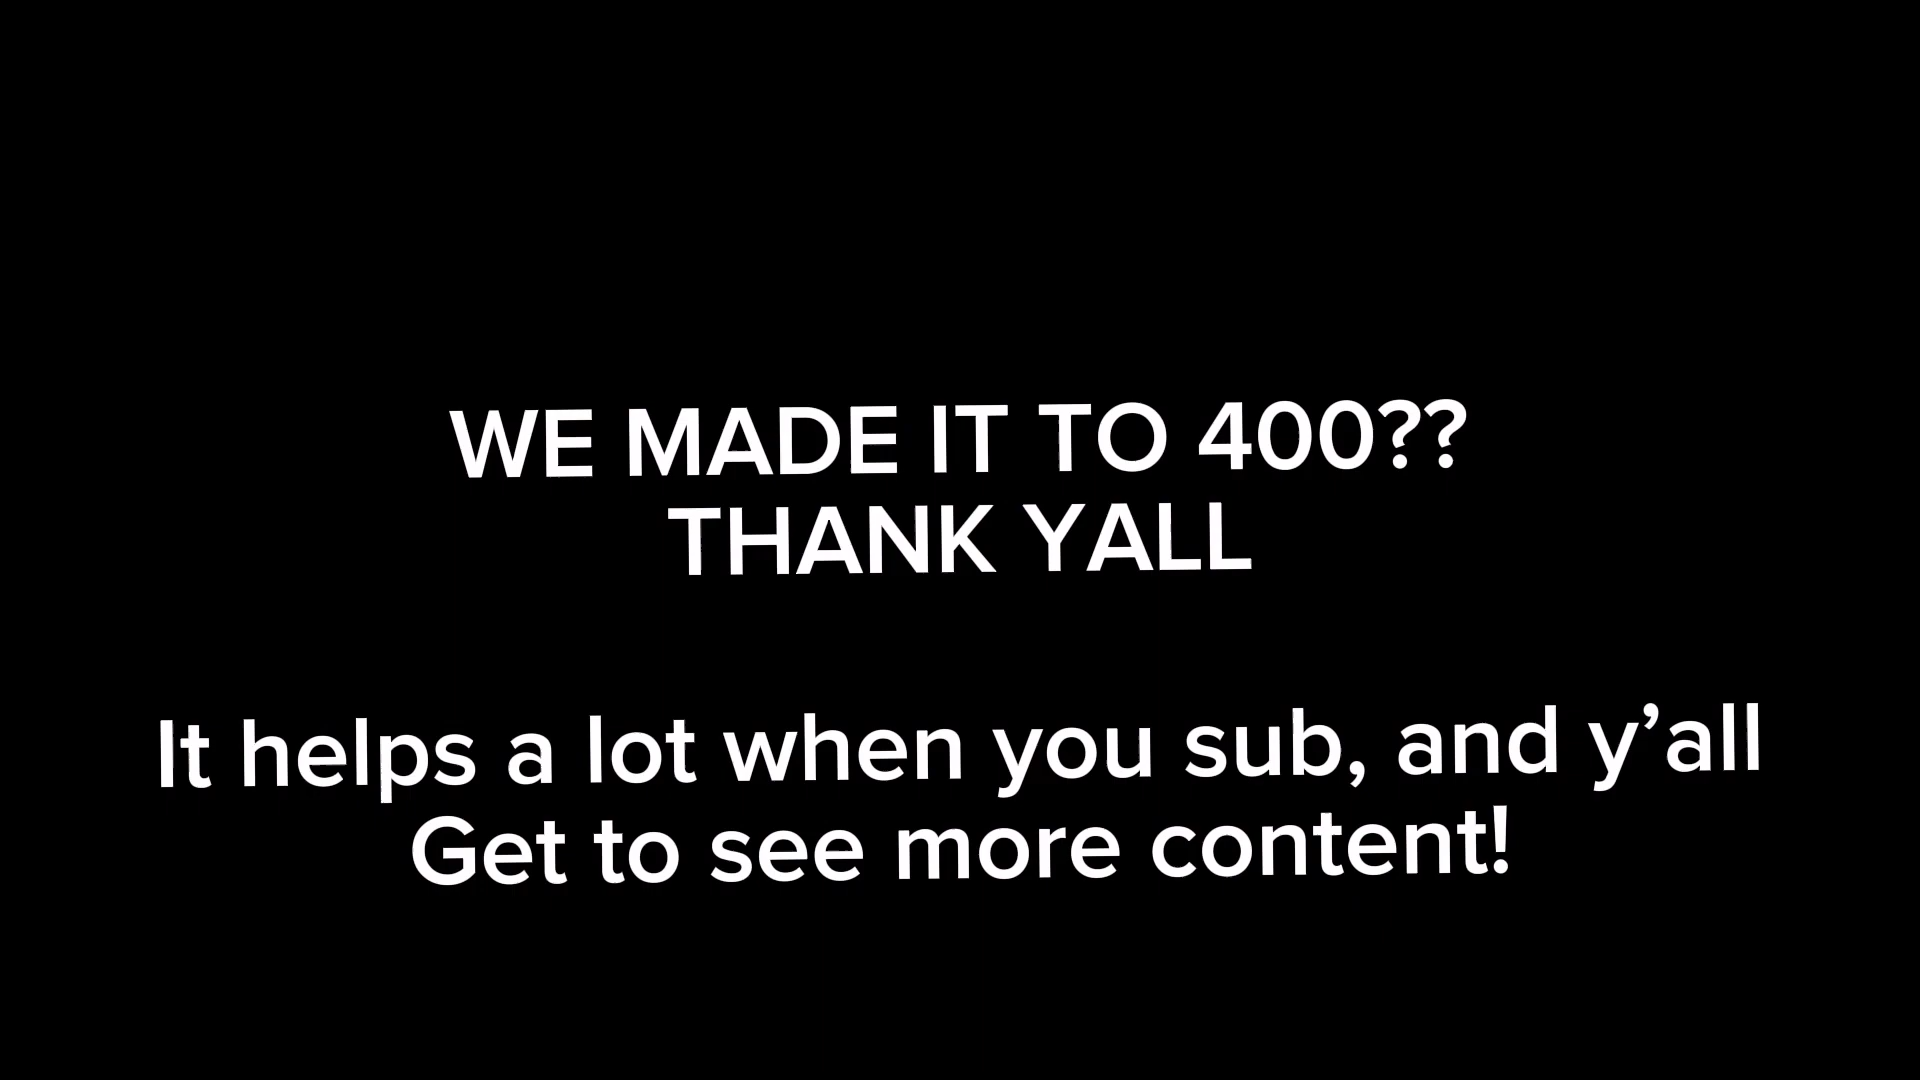 WE MADE IT TO 400??
THANK YALL
It helps a lot when you sub, and y’all
Get to see more content!